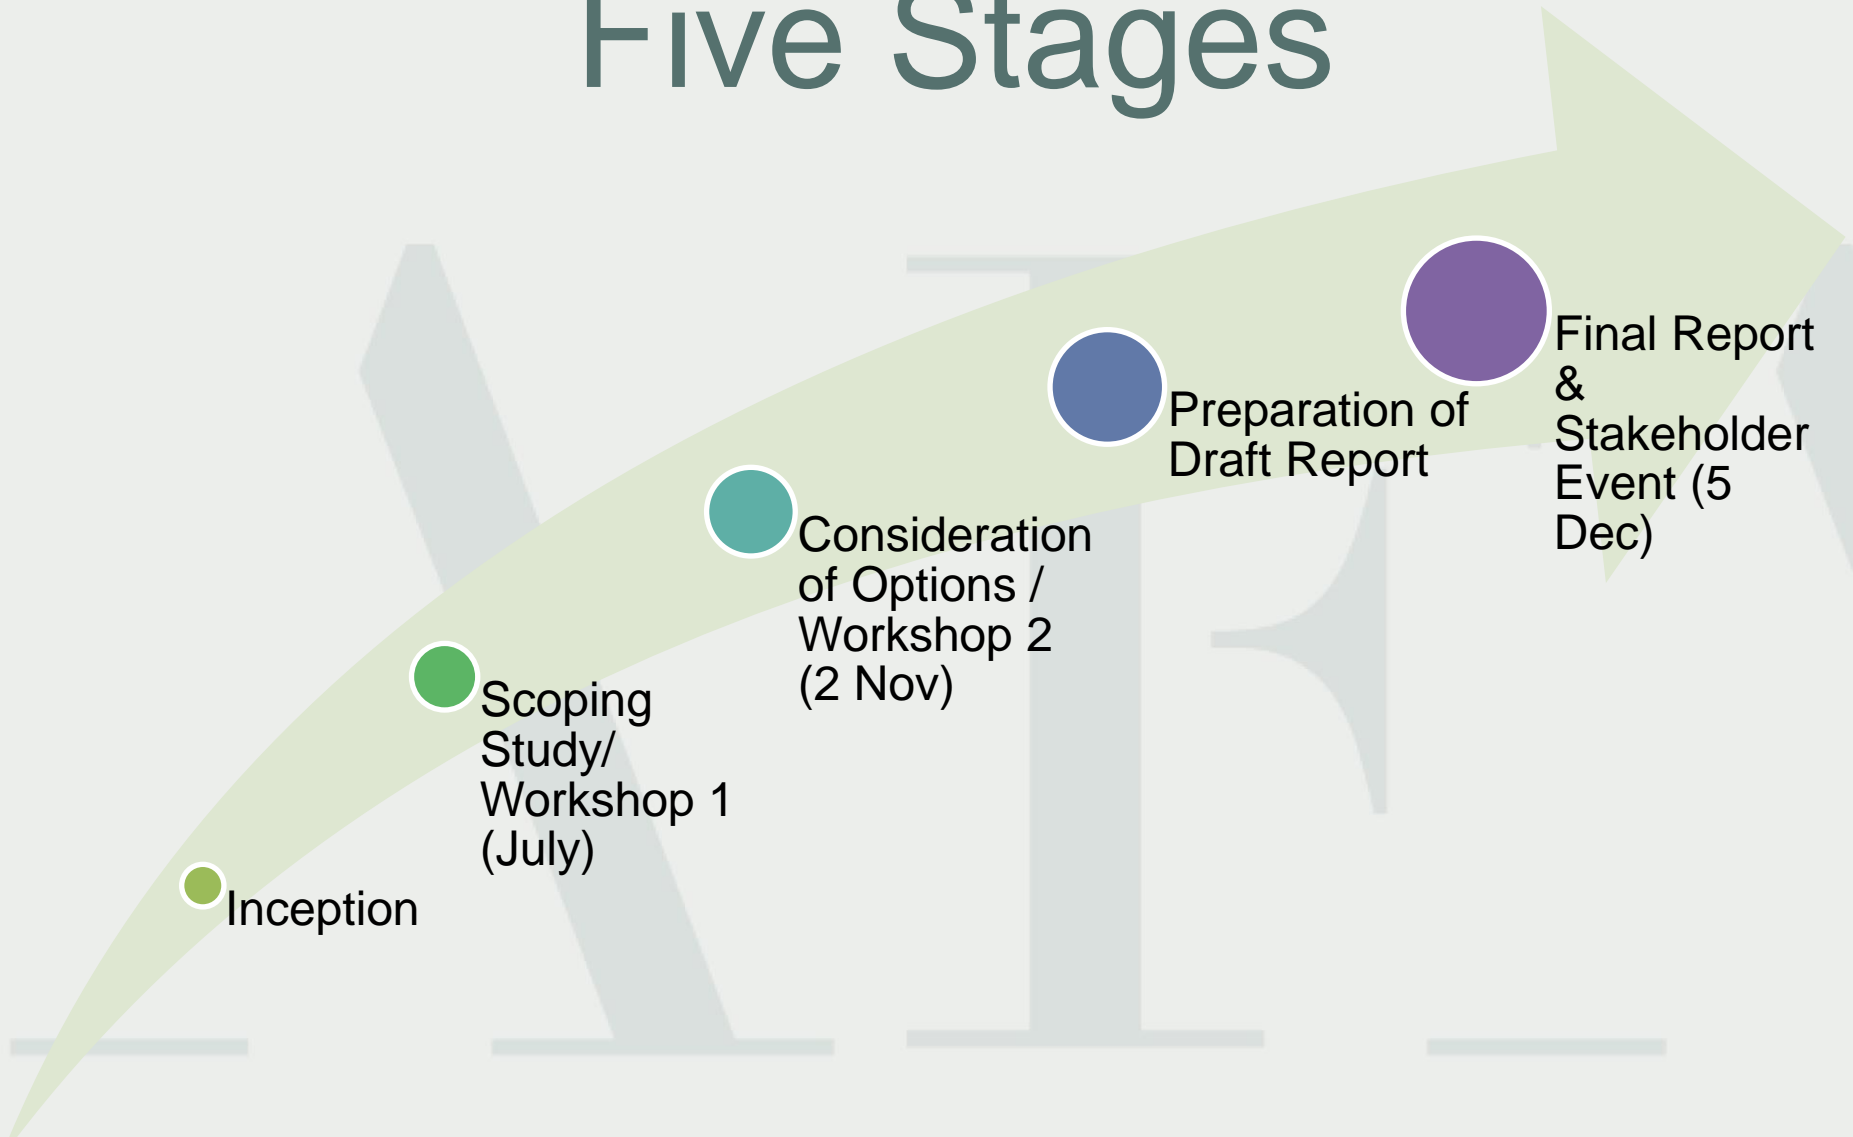 Five Stages
Inception
Scoping
Study/
Workshop 1
(July)
Consideration
of Options /
Workshop 2
(2 Nov)
Preparation of
Draft Report
Final Report
&
Stakeholder
Event (5
Dec)